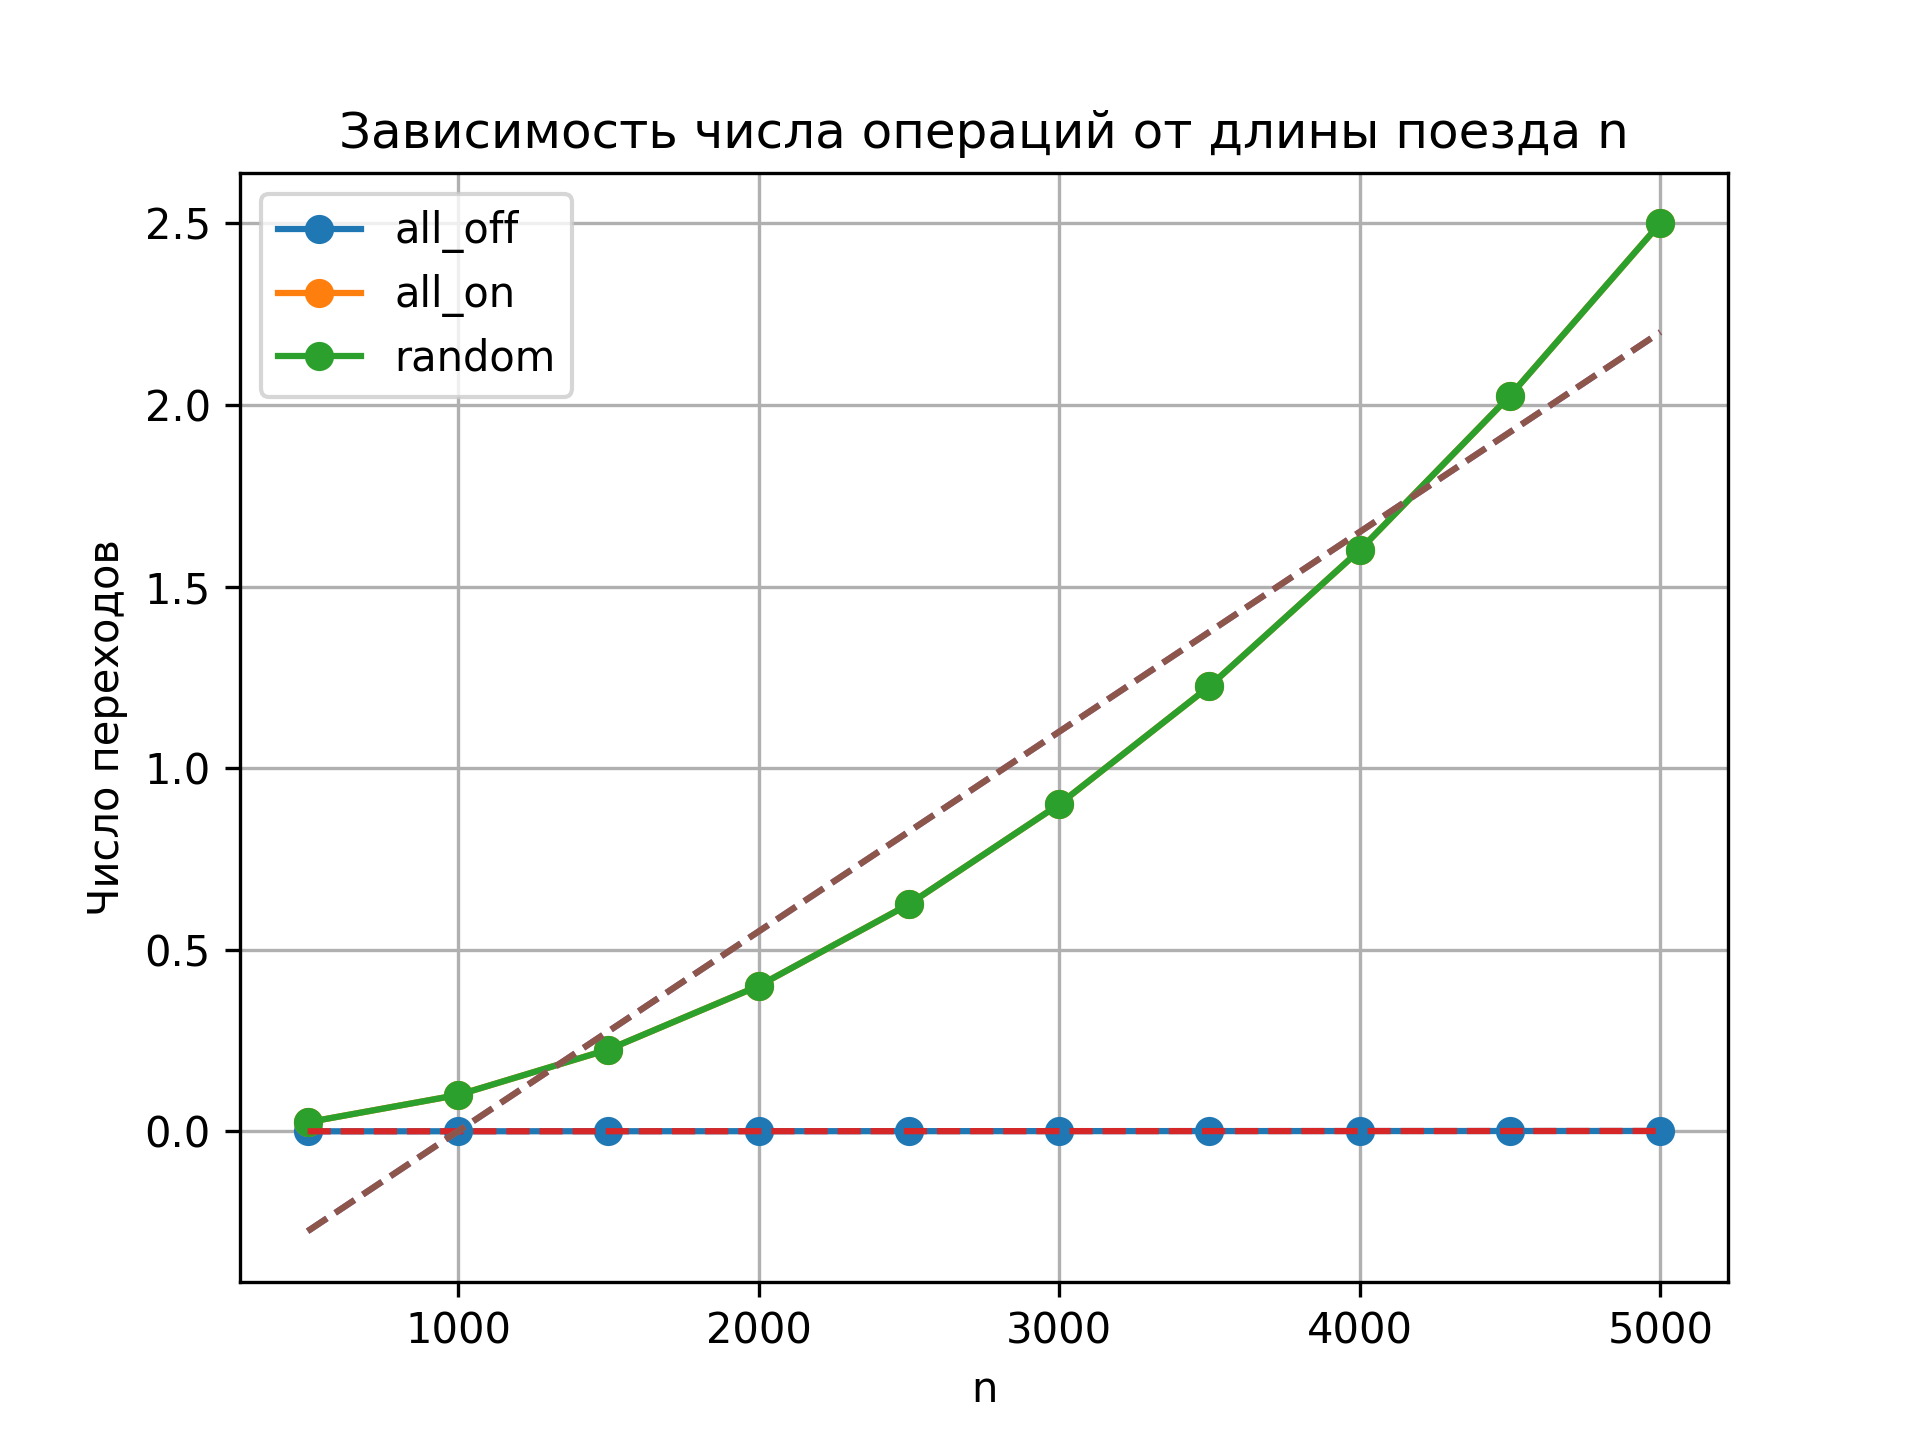 Зависимость числа операций от длины поезда n
all_off
all_on
random
2.5
2.0
1.5
1.0
0.5
0.0
Число переходов
1000 2000 3000 4000 5000
n